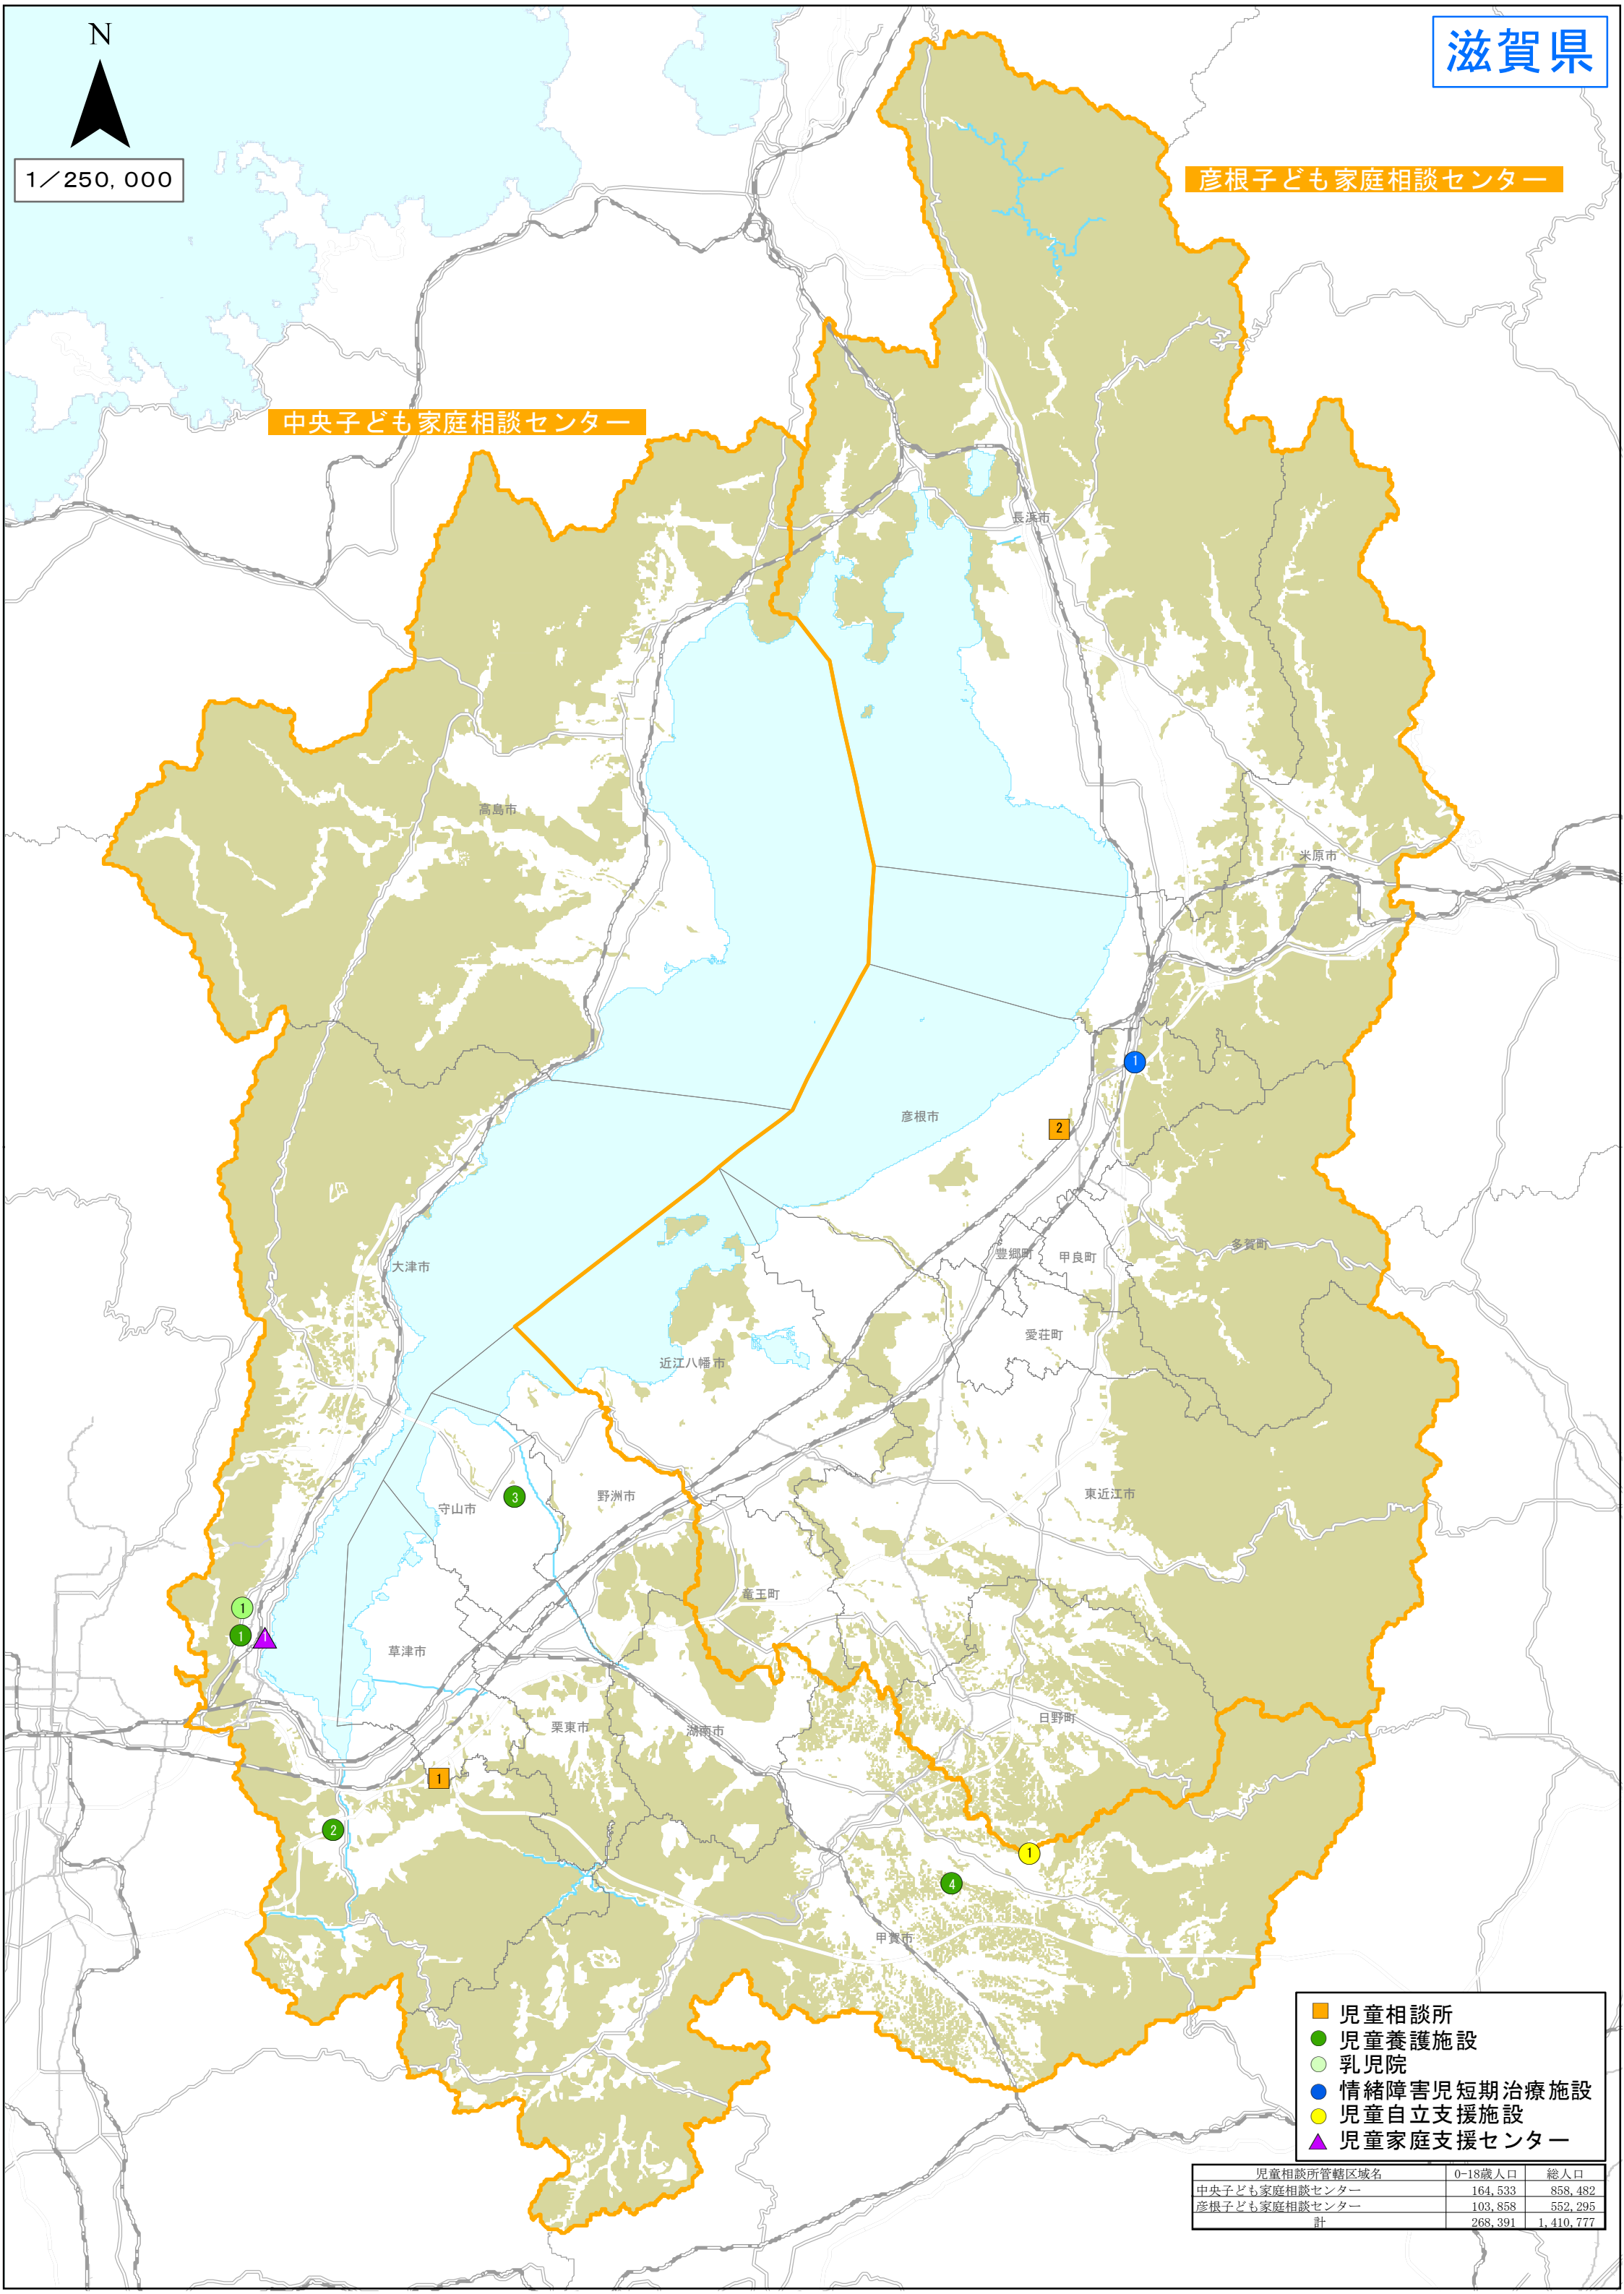 N
滋賀県
1／250,000
彦根子ども家庭相談センター
中央子ども家庭相談センター
長浜市
高島市
米原市
1
彦根市
2
豊郷町
甲良町
多賀町
大津市
愛荘町
近江八幡市
東近江市
3
守山市
野洲市
竜王町
1
1
1
草津市
日野町
栗東市
湖南市
1
2
1
4
甲賀市
児童相談所
児童養護施設
乳児院
情緒障害児短期治療施設
児童自立支援施設
児童家庭支援センター
児童相談所管轄区域名 0-18歳人口 総人口
中央子ども家庭相談センター 164,533 858,482
彦根子ども家庭相談センター 103,858 552,295
計 268,391 1,410,777